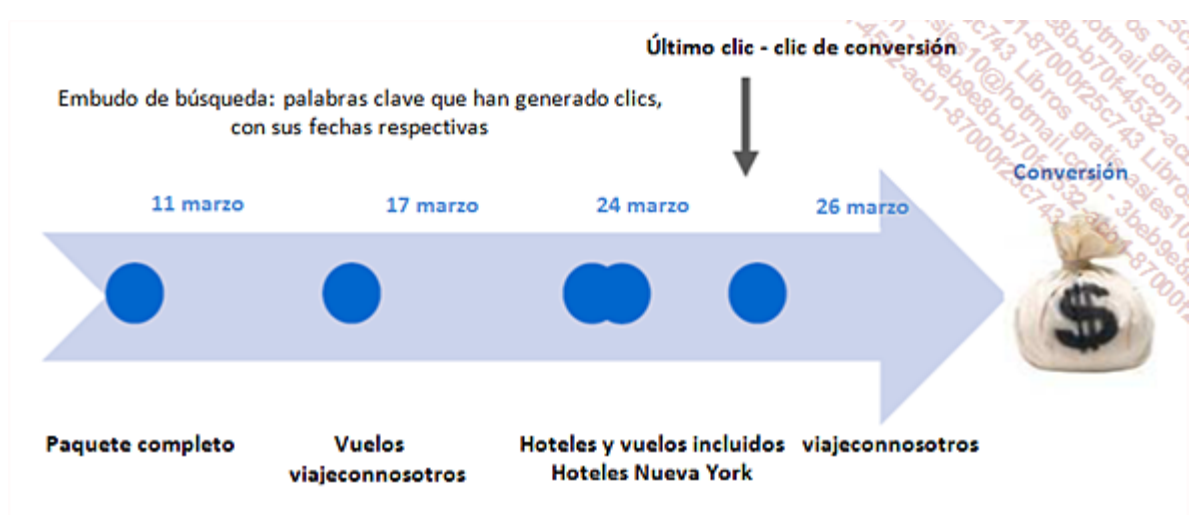 Último clic - clic de conversión
Embudo de búsqueda: palabras clave que han generado clics,
con sus fechas respectivas
Conversión
11 marzo
17 marzo
24 marzo
26 marzo
$
Paquete completo
Vuelos
viajeconnosotros
Hoteles y vuelos incluidos
Hoteles Nueva York
viajeconnosotros